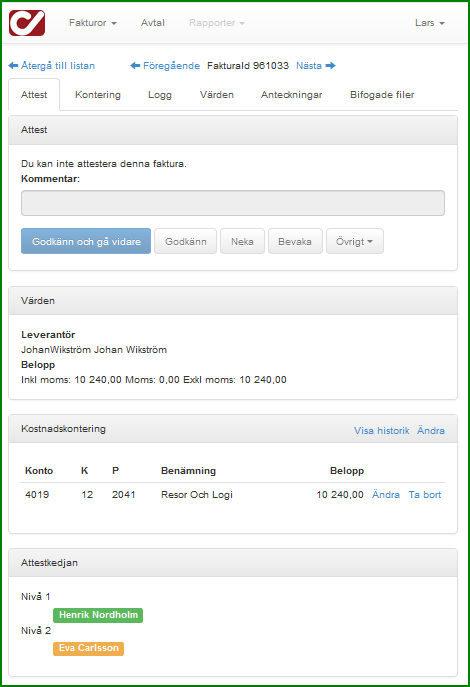 Fakturor Avtal Rapporter Lars
Återgå till listan Föregående FakturaId 961033 Nästa
Attest Kontering Logg Värden Anteckningar Bifogade filer
Attest
Du kan inte attestera denna faktura.
Kommentar:
Godkänn och gå vidare Godkänn Neka Bevaka Övrigt
Värden
Leverantör
JohanWikström Johan Wikström
Belopp
Inkl moms: 10 240,00 Moms: 0,00 Exkl moms: 10 240,00
Kostnadskontering Visa historik Ändra
Konto K P Benämning Belopp
4019 12 2041 Resor Och Logi 10 240,00 Ändra Ta bort
Attestkedjan
Nivå 1
Henrik Nordholm
Nivå 2
Eva Carlsson